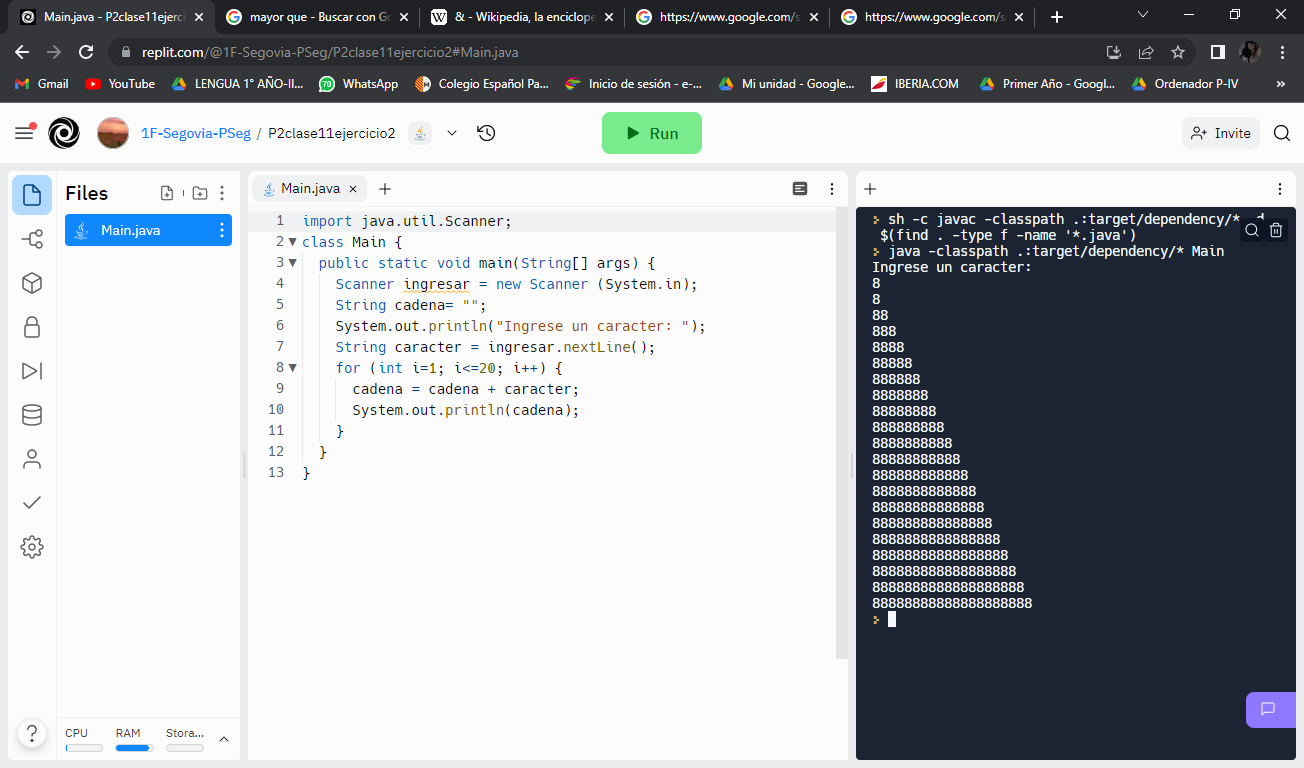 Main.java - P2clase11ejerci
mayor que - Buscar con Go
& - Wikipedia, la enciclope
https://www.google.com/s
https://www.google.com/s
replit.com/@1F-Segovia-PSeg/P2clase11ejercicio2#Main.java
Gmail
YouTube
LENGUA 1° AÑO-II...
70
WhatsApp
Colegio Español Pa...
Inicio de sesión - e-...
Mi unidad - Google...
IBERIA.COM
Primer Año - Googl...
Ordenador P-IV
»
1F-Segovia-PSeg / P2clase11ejercicio2
Run
Invite
Files
Main.java
CPU
RAM
Stora...
?
Main.java
1 import java.util.Scanner;
2 class Main {
3 public static void main(String[] args) {
4 Scanner ingresar = new Scanner (System.in);
5 String cadena= "";
6 System.out.println("Ingrese un caracter: ");
7 String caracter = ingresar.nextLine();
8 for (int i=1; i<=20; i++) {
9 cadena = cadena + caracter;
10 System.out.println(cadena);
11 }
12 }
13 }
sh -c javac -classpath .:target/dependency/* -d
$(find . -type f -name '*.java')
java -classpath .:target/dependency/* Main
Ingrese un caracter:
8
8
88
888
8888
88888
888888
8888888
88888888
888888888
8888888888
88888888888
888888888888
8888888888888
88888888888888
888888888888888
8888888888888888
88888888888888888
888888888888888888
8888888888888888888
88888888888888888888